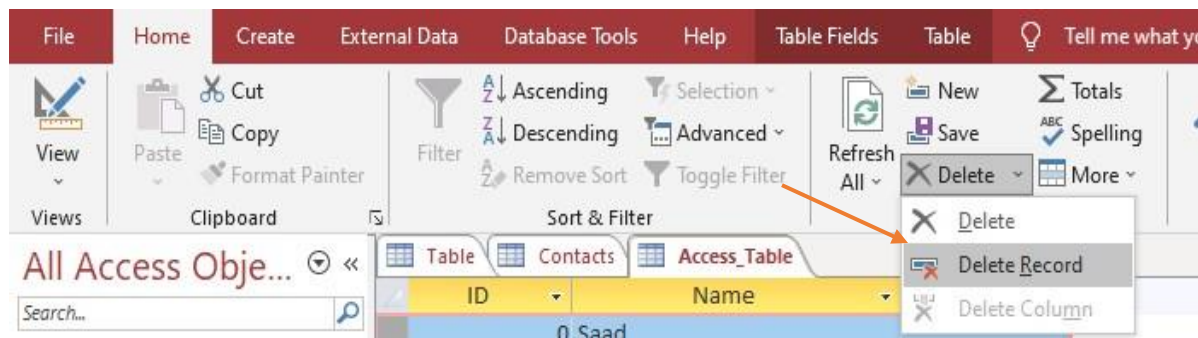 File Home Create External Data Database Tools Help Table Fields Table Tell me what yo
Cut
Copy
Format Painter
View
Paste
Views
Clipboard
Filter
Ascending
Descending
Remove Sort
Selection
Advanced
Toggle Filter
Sort & Filter
Refresh
All
New
Save
Delete
Totals
ABC
Spelling
More
Delete
Delete Record
Delete Column
All Access Obje...
Search...
Table Contacts Access_Table
ID Name
0 Saad